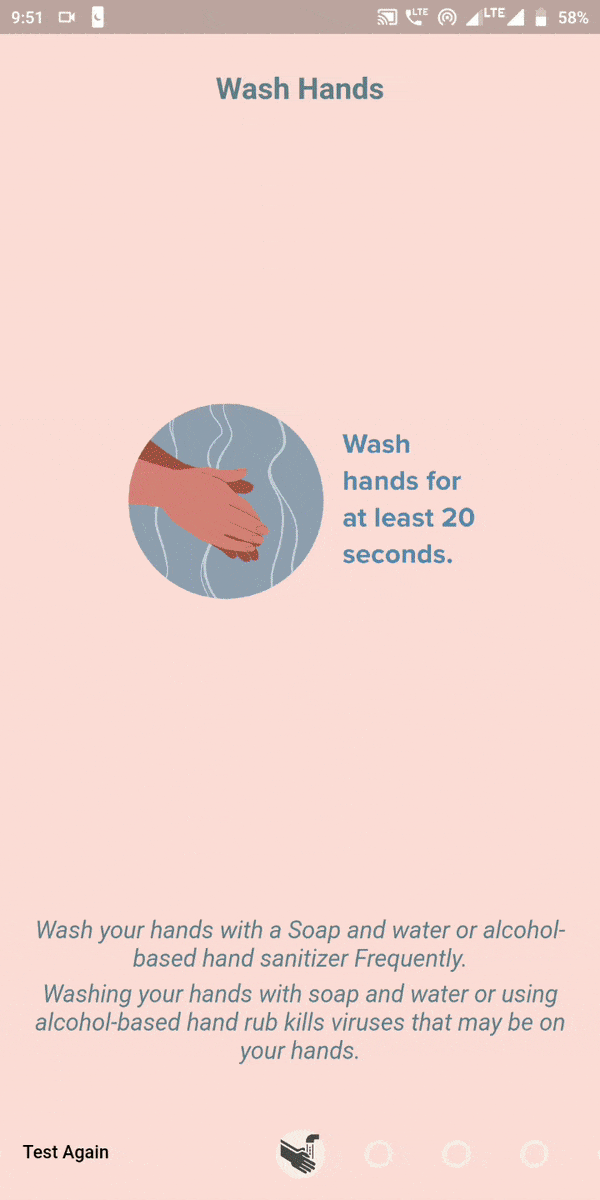 9:51
LTE
LTE
58%
Wash Hands
Wash
hands for
at least 20
seconds.
Wash your hands with a Soap and water or alcohol-
based hand sanitizer Frequently.
Washing your hands with soap and water or using
alcohol-based hand rub kills viruses that may be on
your hands.
Test Again